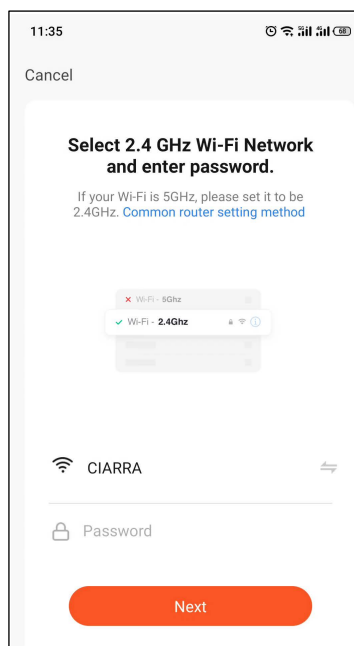 11:35
68
Cancel
Select 2.4 GHz Wi-Fi Network
and enter password.
If your Wi-Fi is 5GHz, please set it to be
2.4GHz. Common router setting method
Wi-Fi - 5Ghz
Wi-Fi - 2.4Ghz
CIARRA
Password
Next